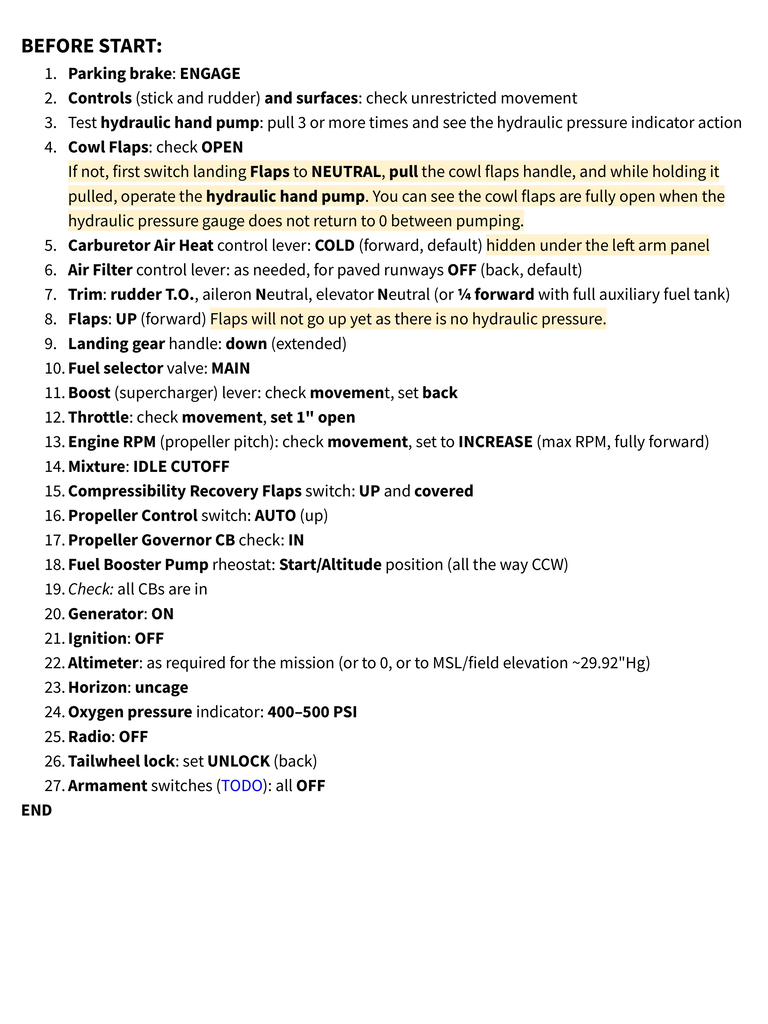 BEFORE START:
1. Parking brake: ENGAGE
2. Controls (stick and rudder) and surfaces: check unrestricted movement
3. Test hydraulic hand pump: pull 3 or more times and see the hydraulic pressure indicator action
4. Cowl Flaps: check OPEN
If not, first switch landing Flaps to NEUTRAL, pull the cowl flaps handle, and while holding it
pulled, operate the hydraulic hand pump. You can see the cowl flaps are fully open when the
hydraulic pressure gauge does not return to 0 between pumping.
5. Carburetor Air Heat control lever: COLD (forward, default) hidden under the left arm panel
6. Air Filter control lever: as needed, for paved runways OFF (back, default)
7. Trim: rudder T.O., aileron Neutral, elevator Neutral (or ¼ forward with full auxiliary fuel tank)
8. Flaps: UP (forward) Flaps will not go up yet as there is no hydraulic pressure.
9. Landing gear handle: down (extended)
10. Fuel selector valve: MAIN
11. Boost (supercharger) lever: check movement, set back
12. Throttle: check movement, set 1" open
13. Engine RPM (propeller pitch): check movement, set to INCREASE (max RPM, fully forward)
14. Mixture: IDLE CUTOFF
15. Compressibility Recovery Flaps switch: UP and covered
16. Propeller Control switch: AUTO (up)
17. Propeller Governor CB check: IN
18. Fuel Booster Pump rheostat: Start/Altitude position (all the way CCW)
19. Check: all CBs are in
20. Generator: ON
21. Ignition: OFF
22. Altimeter: as required for the mission (or to 0, or to MSL/field elevation ~29.92"Hg)
23. Horizon: uncage
24. Oxygen pressure indicator: 400–500 PSI
25. Radio: OFF
26. Tailwheel lock: set UNLOCK (back)
27. Armament switches (TODO): all OFF
END